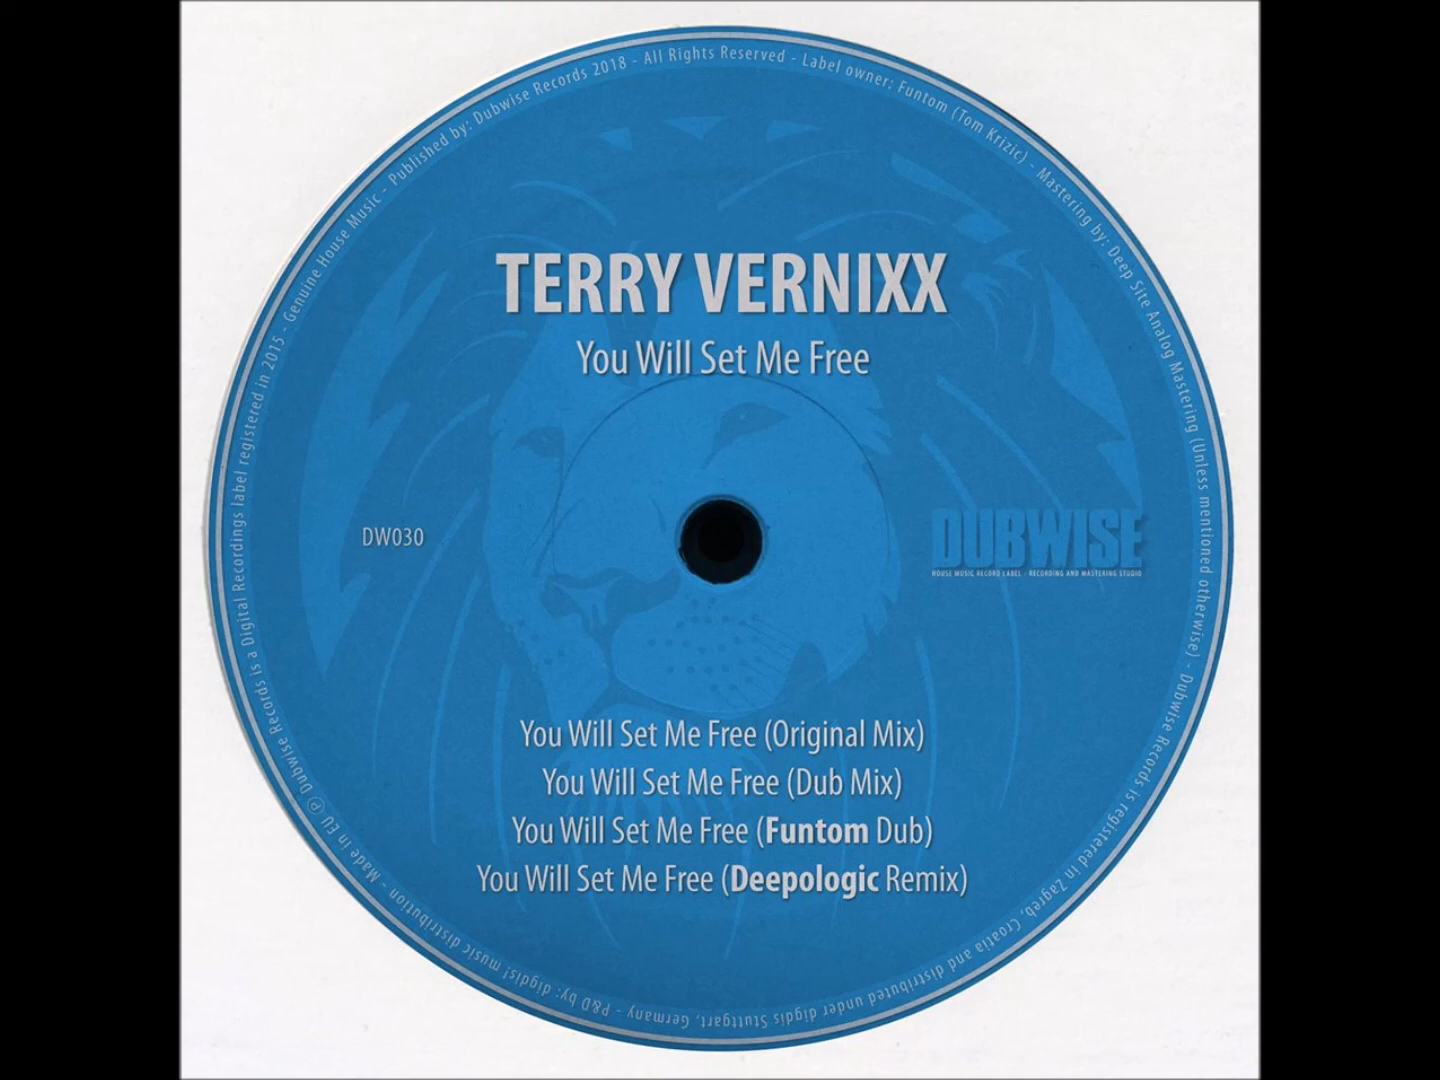 Dubwise Records is a Digital Recordings label registered in 2015 - Genuine House Music - Published by: Dubwise Records 2018 - All Rights Reserved - Label owner: Funtom (Tom Krizic) - Mastering by: Deep Site Analog Mastering (Unless mentioned otherwise) - Dubwise Records is registered in Zagreb, Croatia and distributed under digdis Stuttgart, Germany - P&D by: digdis! music distribution - Made in EU ℗
TERRY VERNIXX
You Will Set Me Free
DW030
DUBWISE
HOUSE MUSIC RECORD LABEL - RECORDING AND MASTERING STUDIO
You Will Set Me Free (Original Mix)
You Will Set Me Free (Dub Mix)
You Will Set Me Free (Funtom Dub)
You Will Set Me Free (Deepologic Remix)